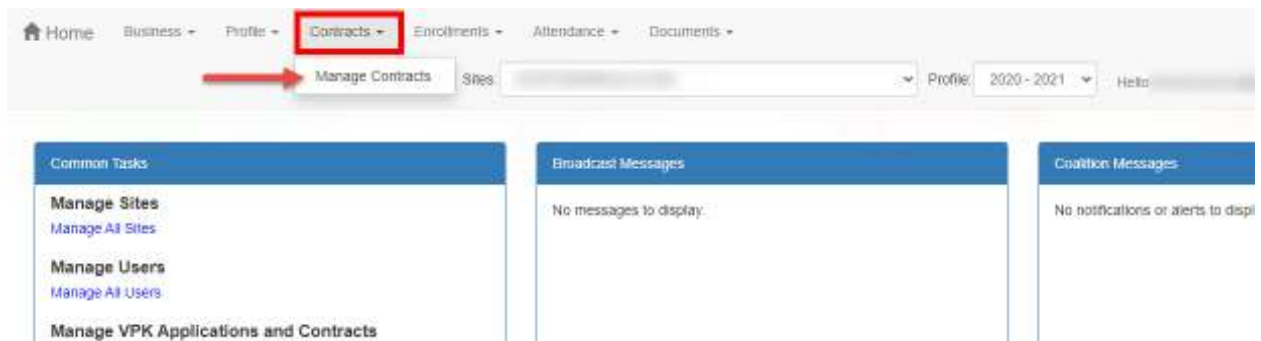 Home Business Profile Contracts Enrollments Attendance Documents
Manage Contracts Sites: Profile: 2020 - 2021 Hello
Common Tasks Broadcast Messages Coalition Messages
Manage Sites No messages to display. No notifications or alerts to displ
Manage All Sites
Manage Users
Manage All Users
Manage VPK Applications and Contracts